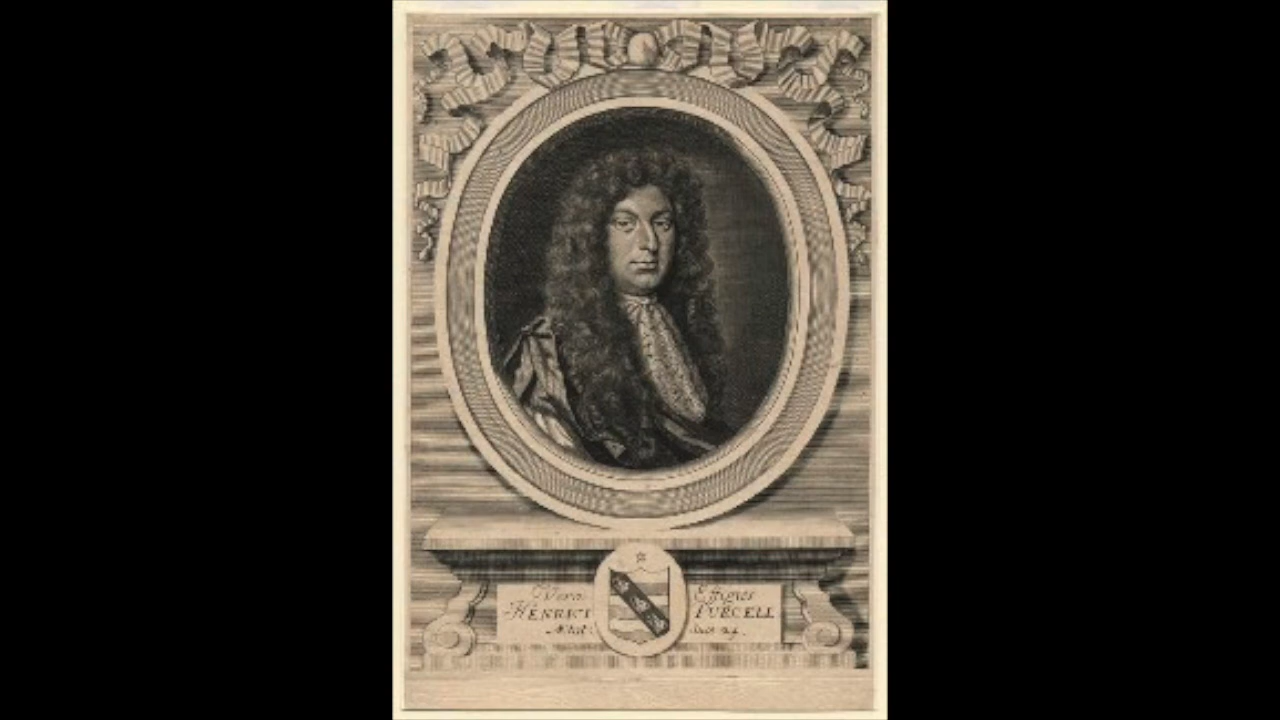 Vera Effigies
HENRICI PURCELL
Ætat: Suæ 24.